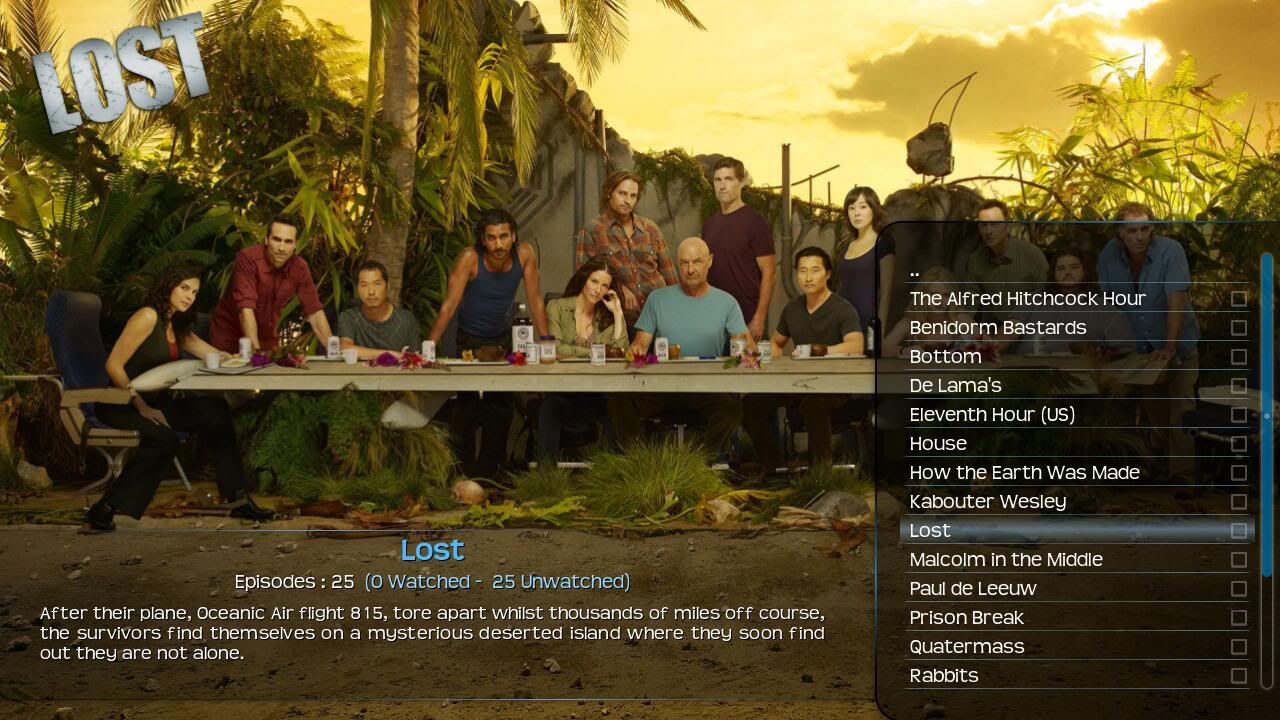 LOST
..
The Alfred Hitchcock Hour
Benidorm Bastards
Bottom
De Lama's
Eleventh Hour (US)
House
How the Earth Was Made
Kabouter Wesley
Lost
Malcolm in the Middle
Paul de Leeuw
Prison Break
Quatermass
Rabbits
Lost
Episodes : 25 (0 Watched - 25 Unwatched)
After their plane, Oceanic Air flight 815, tore apart whilst thousands of miles off course,
the survivors find themselves on a mysterious deserted island where they soon find
out they are not alone.